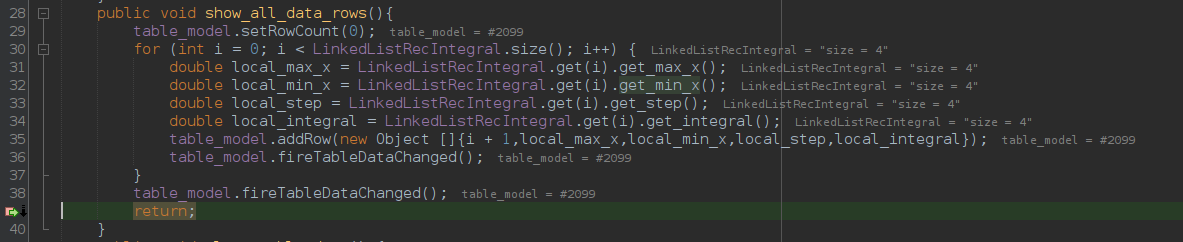 28 public void show_all_data_rows(){
29 table_model.setRowCount(0); table_model = #2099
30 for (int i = 0; i < LinkedListRecIntegral.size(); i++) { LinkedListRecIntegral = "size = 4"
31 double local_max_x = LinkedListRecIntegral.get(i).get_max_x(); LinkedListRecIntegral = "size = 4"
32 double local_min_x = LinkedListRecIntegral.get(i).get_min_x(); LinkedListRecIntegral = "size = 4"
33 double local_step = LinkedListRecIntegral.get(i).get_step(); LinkedListRecIntegral = "size = 4"
34 double local_integral = LinkedListRecIntegral.get(i).get_integral(); LinkedListRecIntegral = "size = 4"
35 table_model.addRow(new Object []{i + 1,local_max_x,local_min_x,local_step,local_integral}); table_model = #2099
36 table_model.fireTableDataChanged(); table_model = #2099
37 }
38 table_model.fireTableDataChanged(); table_model = #2099
return;
40 }